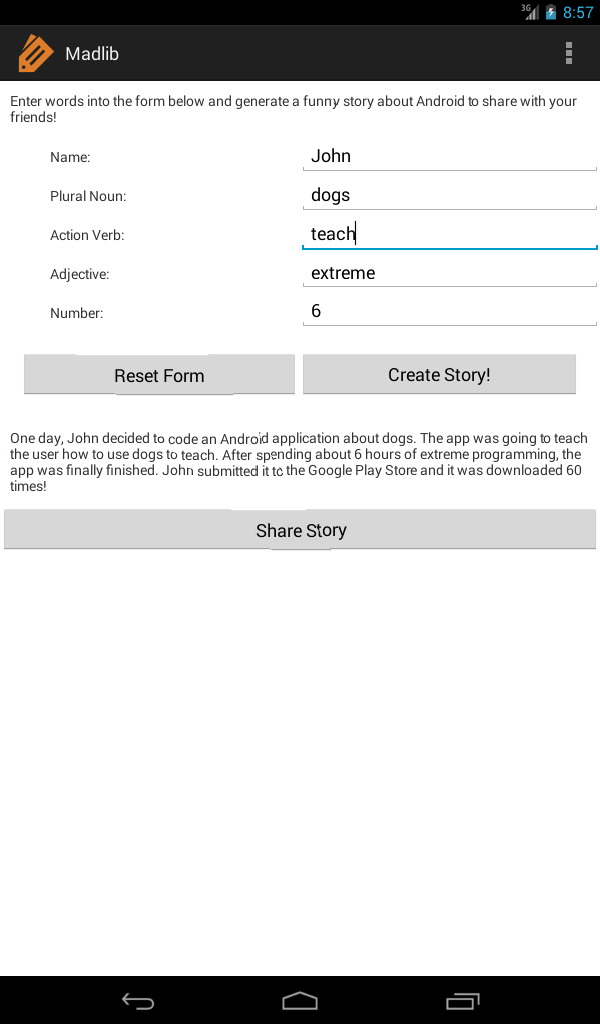 3G 8:57
Madlib
Enter words into the form below and generate a funny story about Android to share with your
friends!
Name: John
Plural Noun: dogs
Action Verb: teach
Adjective: extreme
Number: 6
Reset Form Create Story!
One day, John decided to code an Android application about dogs. The app was going to teach
the user how to use dogs to teach. After spending about 6 hours of extreme programming, the
app was finally finished. John submitted it to the Google Play Store and it was downloaded 60
times!
Share Story